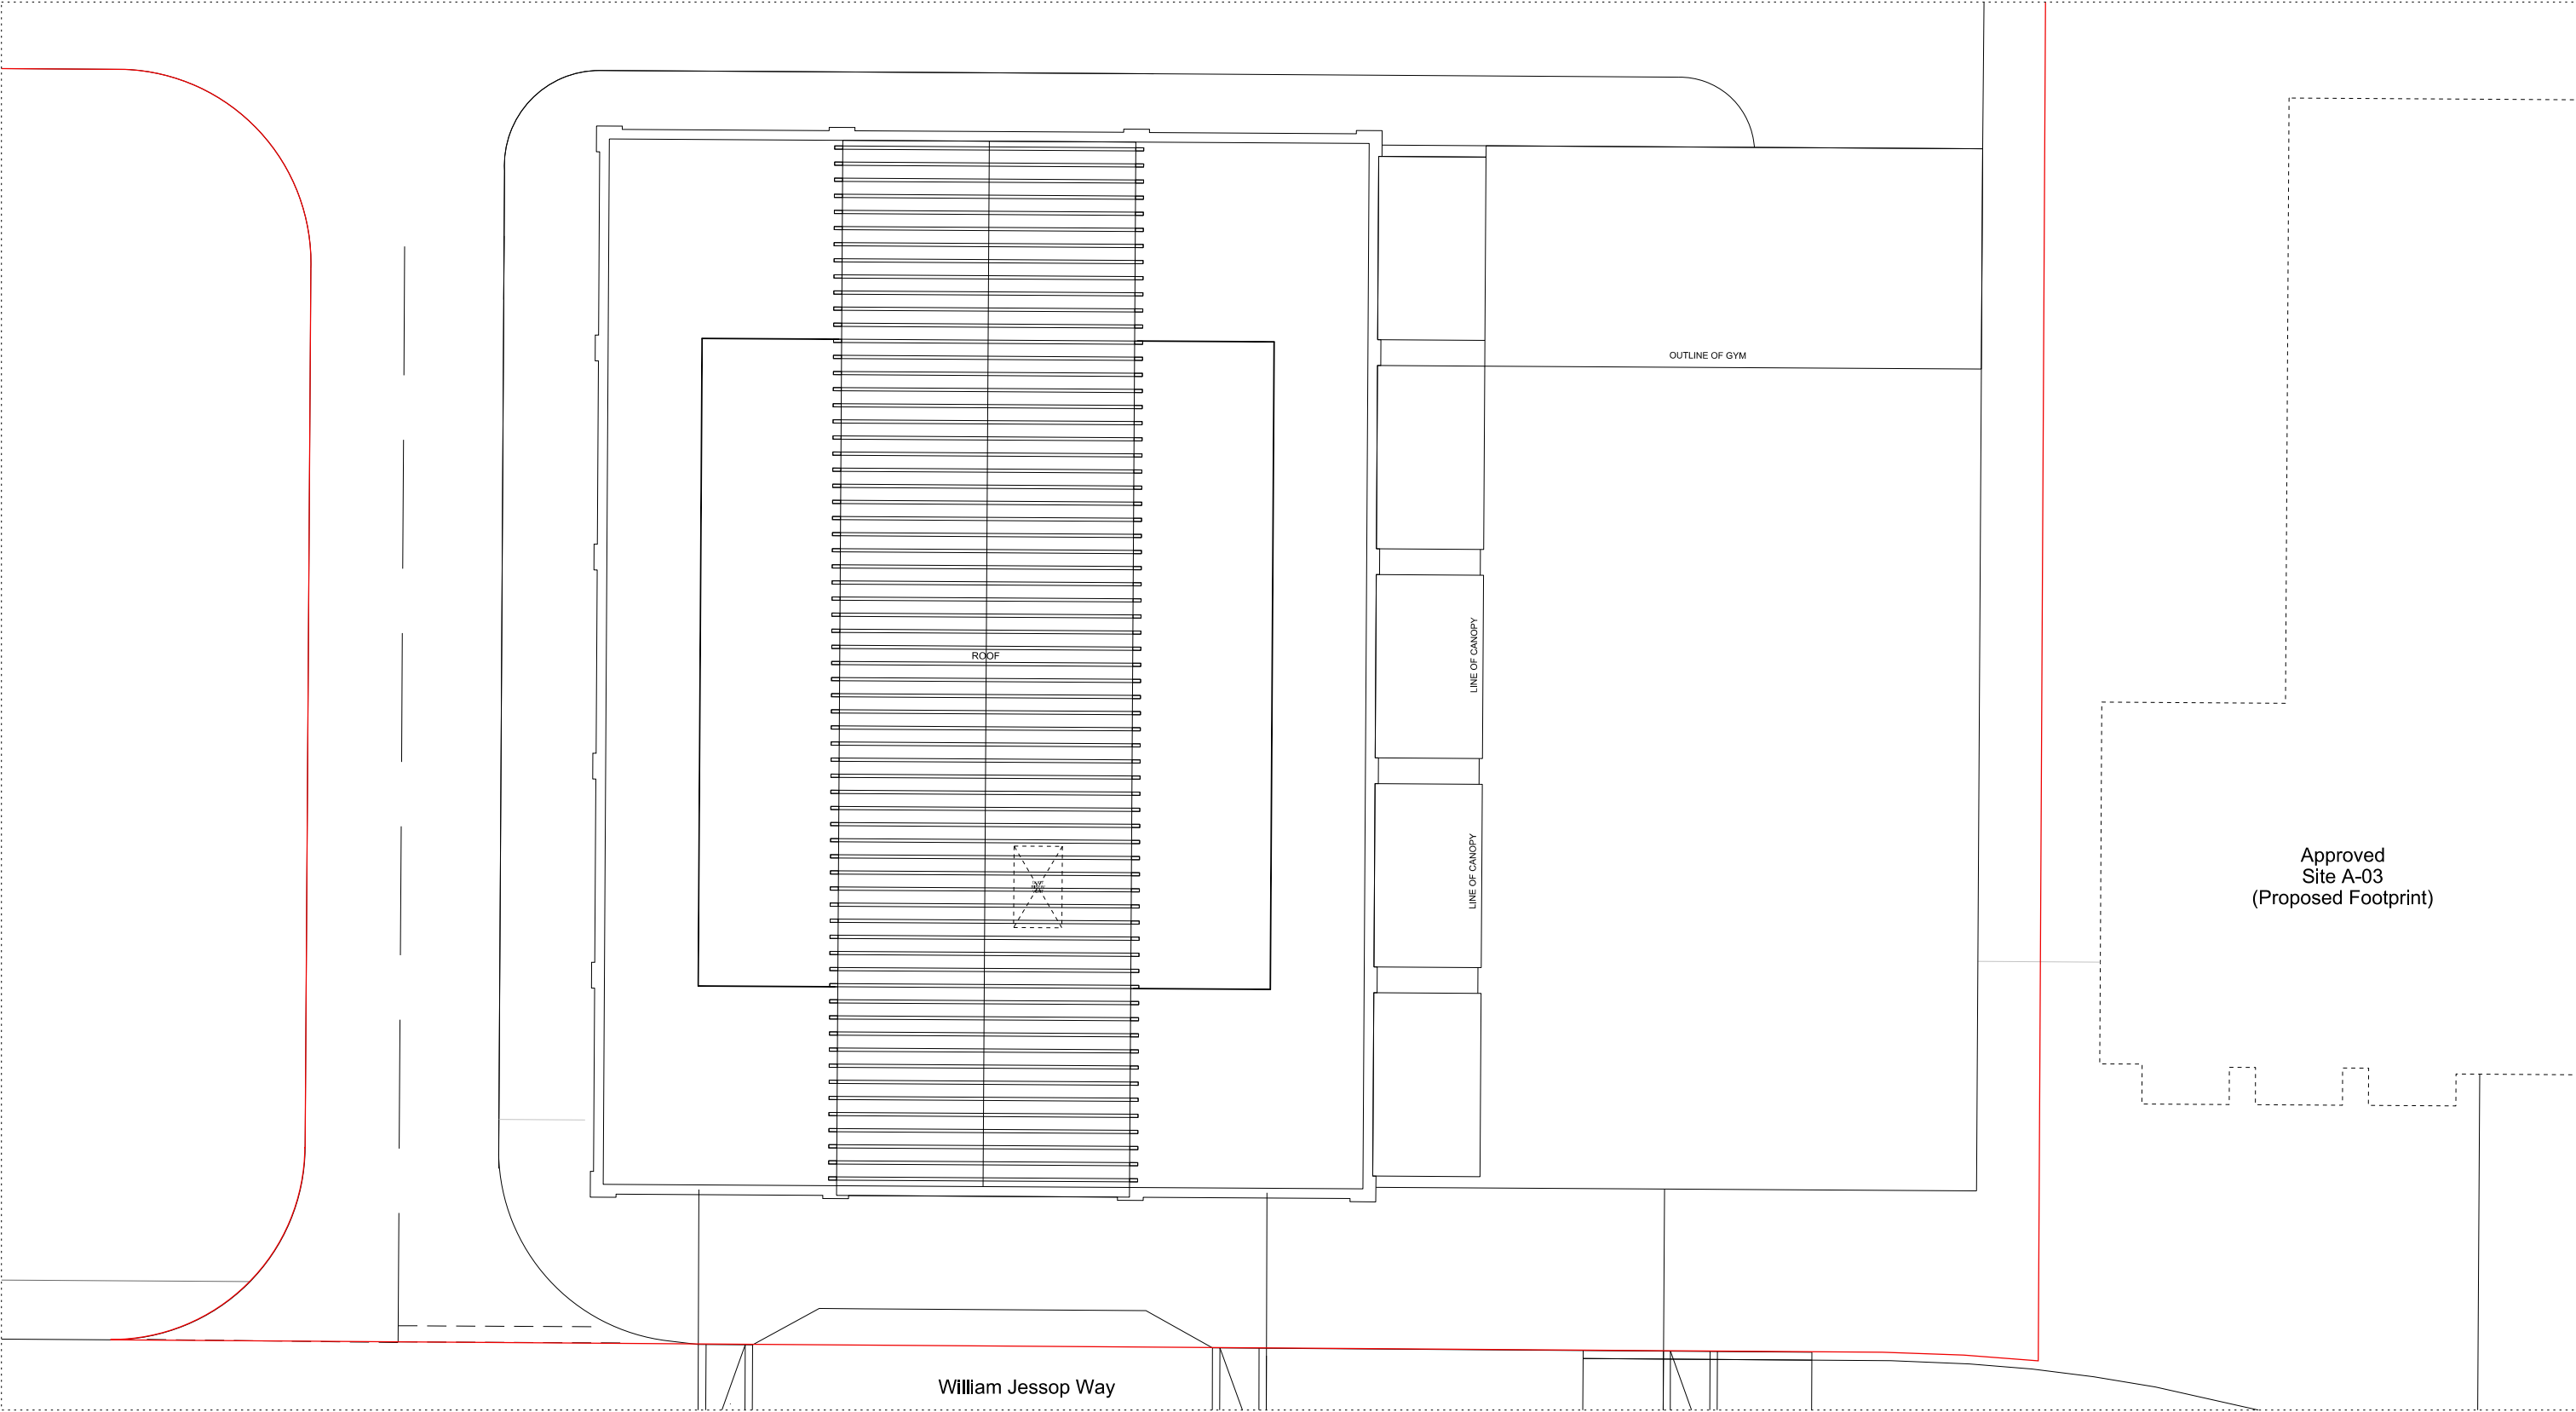 OUTLINE OF GYM
LINE OF CANOPY
ROOF
LINE OF CANOPY
Approved
Site A-03
(Proposed Footprint)
William Jessop Way